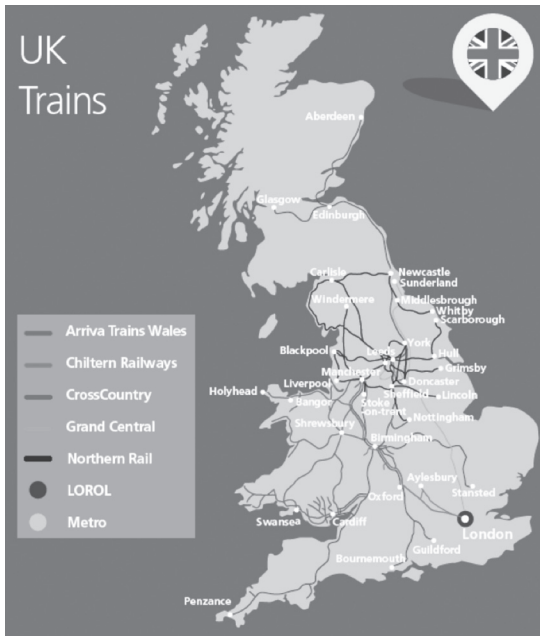 UK
Trains
Aberdeen
Glasgow
Edinburgh
Carlisle
Newcastle
Sunderland
Windermere
Middlesbrough
Whitby
Scarborough
Arriva Trains Wales
Chiltern Railways
CrossCountry
Grand Central
Northern Rail
LOROL
Metro
York
Blackpool
Leeds
Hull
Manchester
Grimsby
Liverpool
Doncaster
Holyhead
Bangor
Sheffield
Lincoln
Stoke
-on-trent
Nottingham
Shrewsbury
Birmingham
Aylesbury
Oxford
Stansted
Swansea
Cardiff
London
Guildford
Bournemouth
Penzance